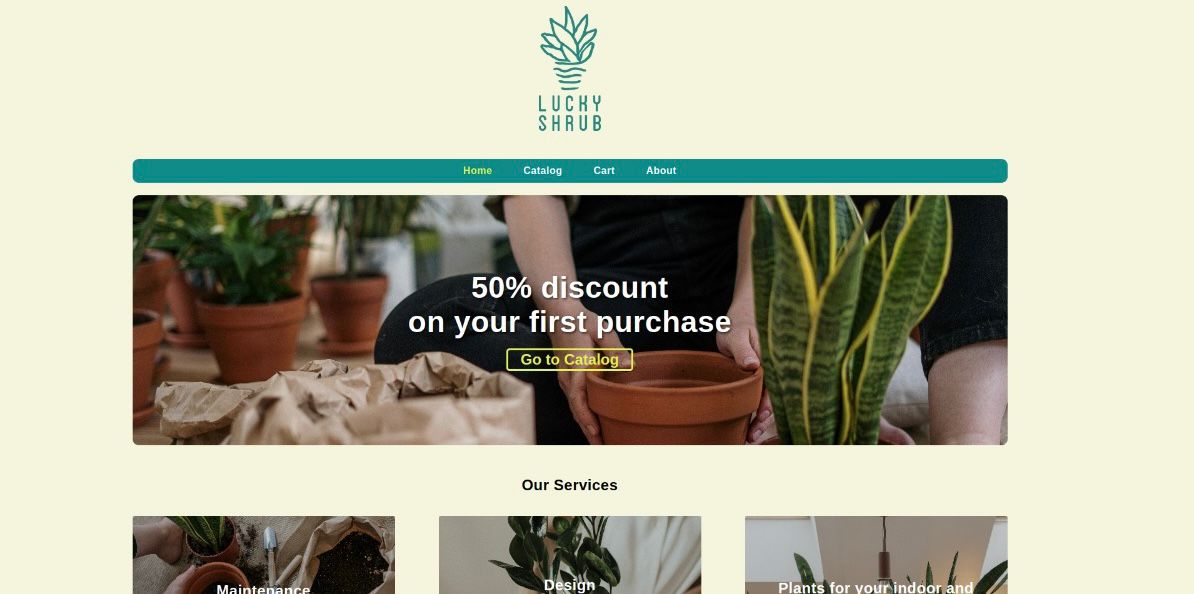 LUCKY
SHRUB
Home Catalog Cart About
50% discount
on your first purchase
Go to Catalog
Our Services
Maintenance
Design
Plants for your indoor and